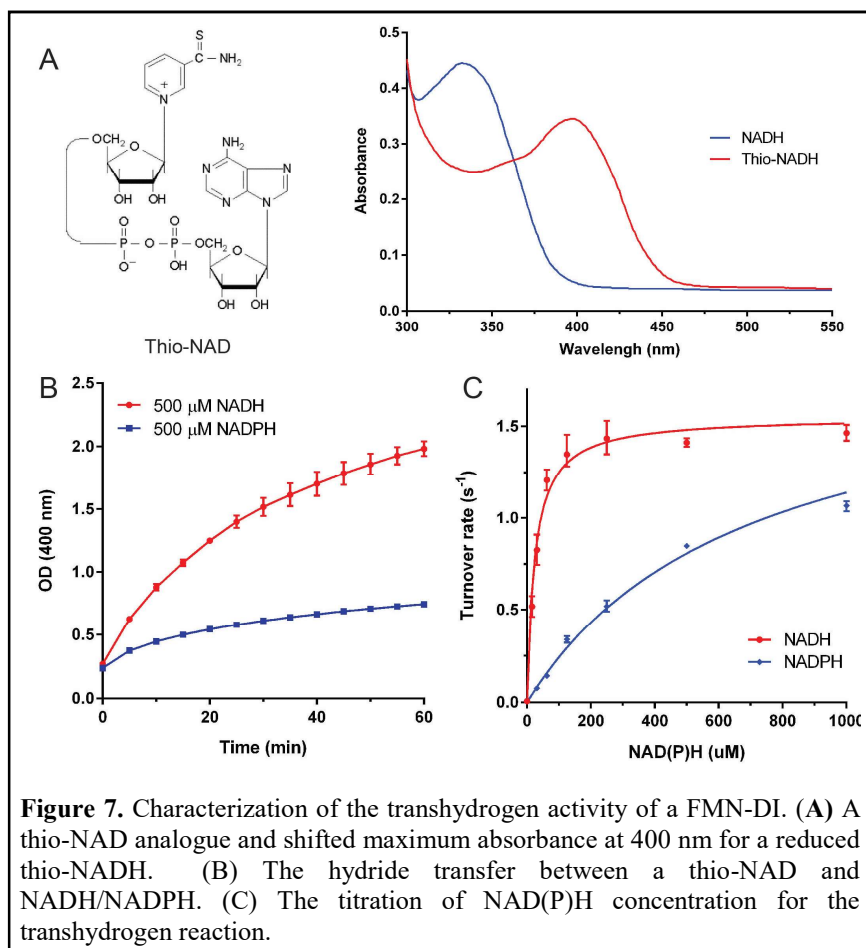 A
S
C
NH₂
N
+
OCH₂
O
OH OH
NH₂
N
N
N
N
O O
P O P OCH₂
O⁻ OH
O
OH OH
Thio-NAD
Absorbance
0.5
0.4
0.3
0.2
0.1
0.0
300 350 400 450 500 550
Wavelengh (nm)
NADH
Thio-NADH
B
500 µM NADH
500 µM NADPH
OD (400 nm)
2.5
2.0
1.5
1.0
0.5
0.0
0 20 40 60
Time (min)
C
Turnover rate (s⁻¹)
1.5
1.0
0.5
0.0
0 200 400 600 800 1000
NAD(P)H (uM)
NADH
NADPH
Figure 7. Characterization of the transhydrogen activity of a FMN-DI. (A) A
thio-NAD analogue and shifted maximum absorbance at 400 nm for a reduced
thio-NADH. (B) The hydride transfer between a thio-NAD and
NADH/NADPH. (C) The titration of NAD(P)H concentration for the
transhydrogen reaction.